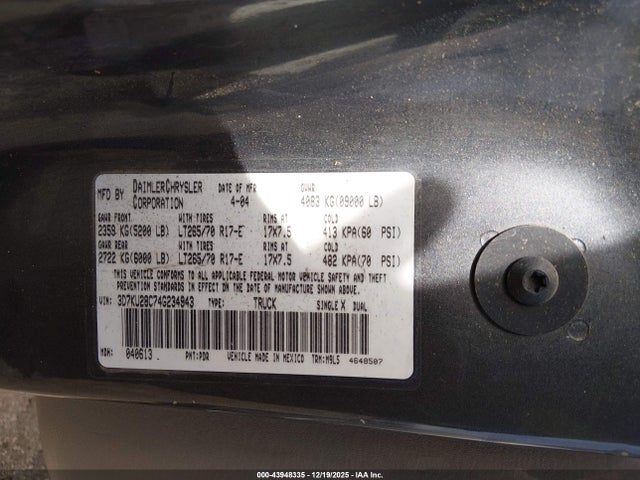 MFD BY DAIMLERCHRYSLER CORPORATION DATE OF MFR 4-04 GVWR 4083 KG(09000 LB)
GAWR FRONT WITH TIRES RIMS AT COLD
2359 KG(5200 LB) LT265/70 R17-E 17X7.5 413 KPA(60 PSI)
GAWR REAR WITH TIRES RIMS AT COLD
2722 KG(6000 LB) LT265/70 R17-E 17X7.5 482 KPA(70 PSI)
THIS VEHICLE CONFORMS TO ALL APPLICABLE FEDERAL MOTOR VEHICLE SAFETY AND THEFT
PREVENTION STANDARDS IN EFFECT ON THE DATE OF MANUFACTURE SHOWN ABOVE.
VIN: 3D7KU28C74G234943 TYPE: TRUCK SINGLE X DUAL
MDH: 040613 PNT:PDR VEHICLE MADE IN MEXICO TRM:M9L5 4648507
000-43948335 - 12/19/2025 - IAA Inc.